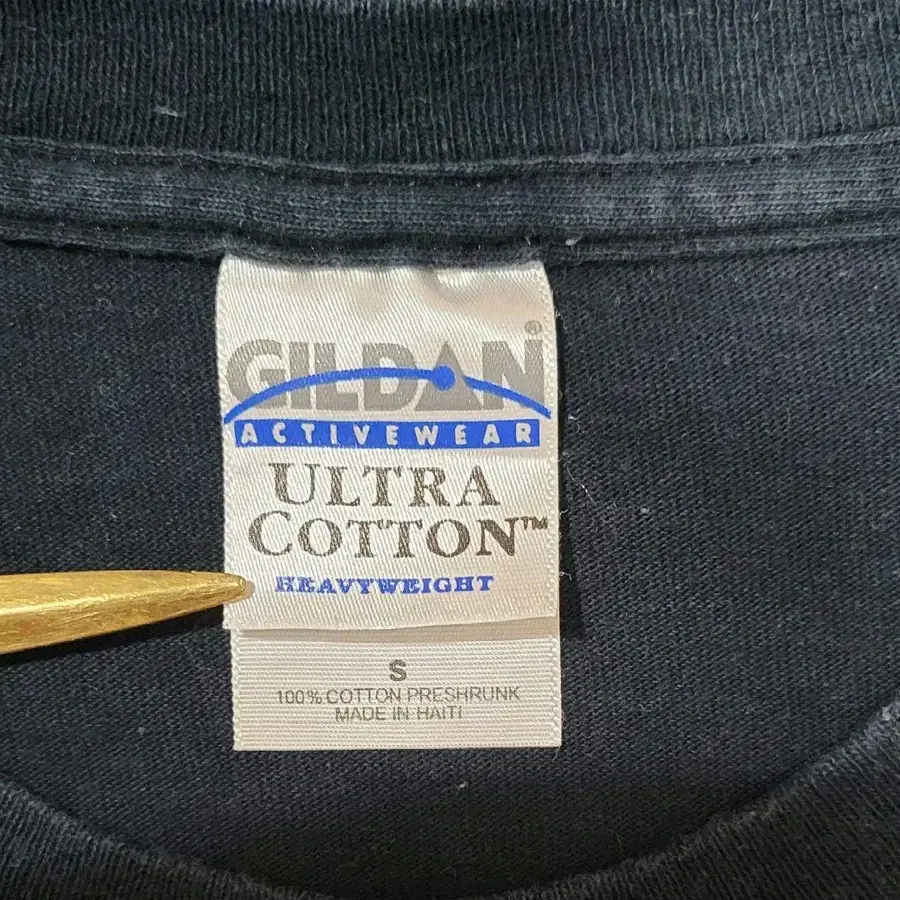 GILDAN®
ACTIVEWEAR
ULTRA
COTTON™
HEAVYWEIGHT
S
100% COTTON PRESHRUNK
MADE IN HAITI